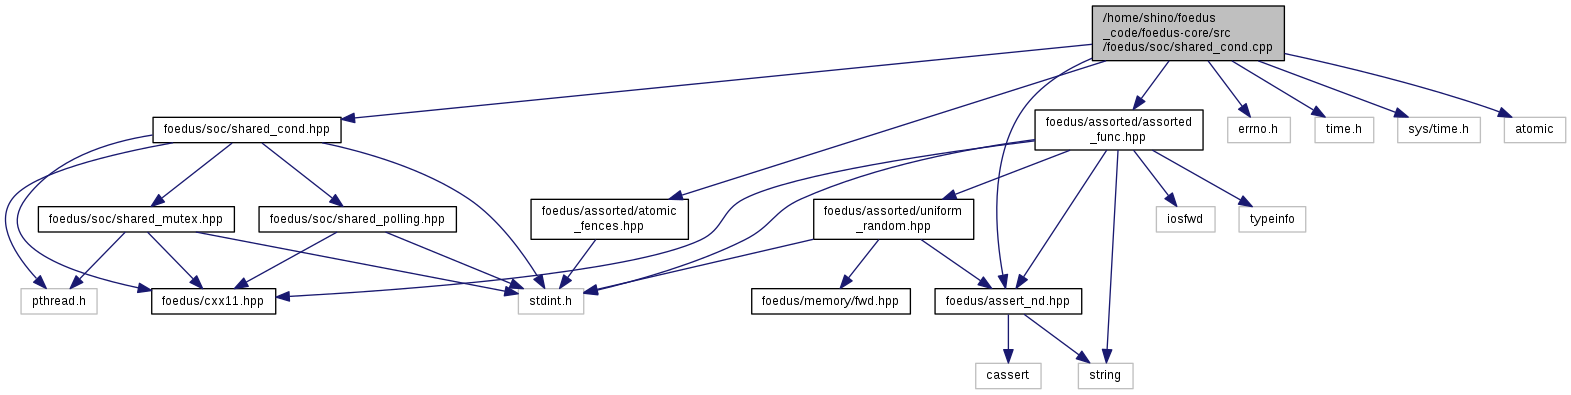 /home/shino/foedus
_code/foedus-core/src
/foedus/soc/shared_cond.cpp
foedus/soc/shared_cond.hpp
foedus/assorted/assorted
_func.hpp
errno.h
time.h
sys/time.h
atomic
foedus/soc/shared_mutex.hpp
foedus/soc/shared_polling.hpp
foedus/assorted/atomic
_fences.hpp
foedus/assorted/uniform
_random.hpp
iosfwd
typeinfo
pthread.h
foedus/cxx11.hpp
stdint.h
foedus/memory/fwd.hpp
foedus/assert_nd.hpp
cassert
string